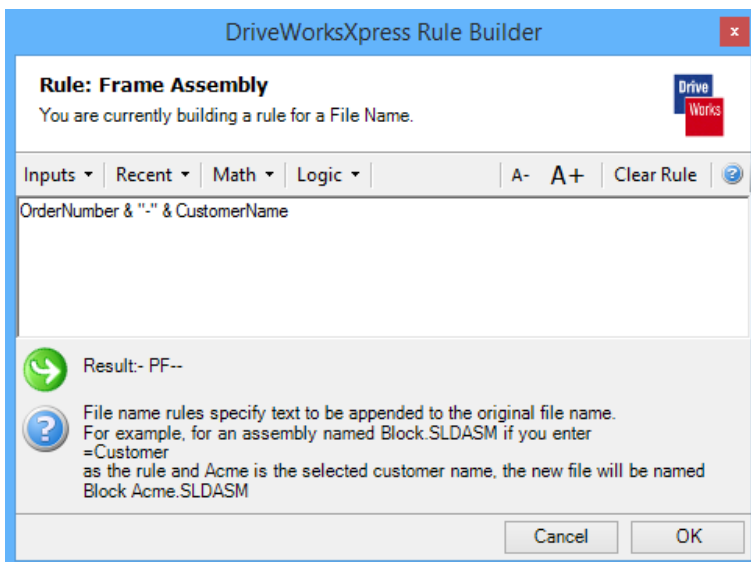 DriveWorksXpress Rule Builder
x
Rule: Frame Assembly
You are currently building a rule for a File Name.
Drive
Works
Inputs Recent Math Logic A- A+ Clear Rule ?
OrderNumber & "-" & CustomerName
Result:- PF--
? File name rules specify text to be appended to the original file name.
For example, for an assembly named Block.SLDASM if you enter
=Customer
as the rule and Acme is the selected customer name, the new file will be named
Block Acme.SLDASM
Cancel OK